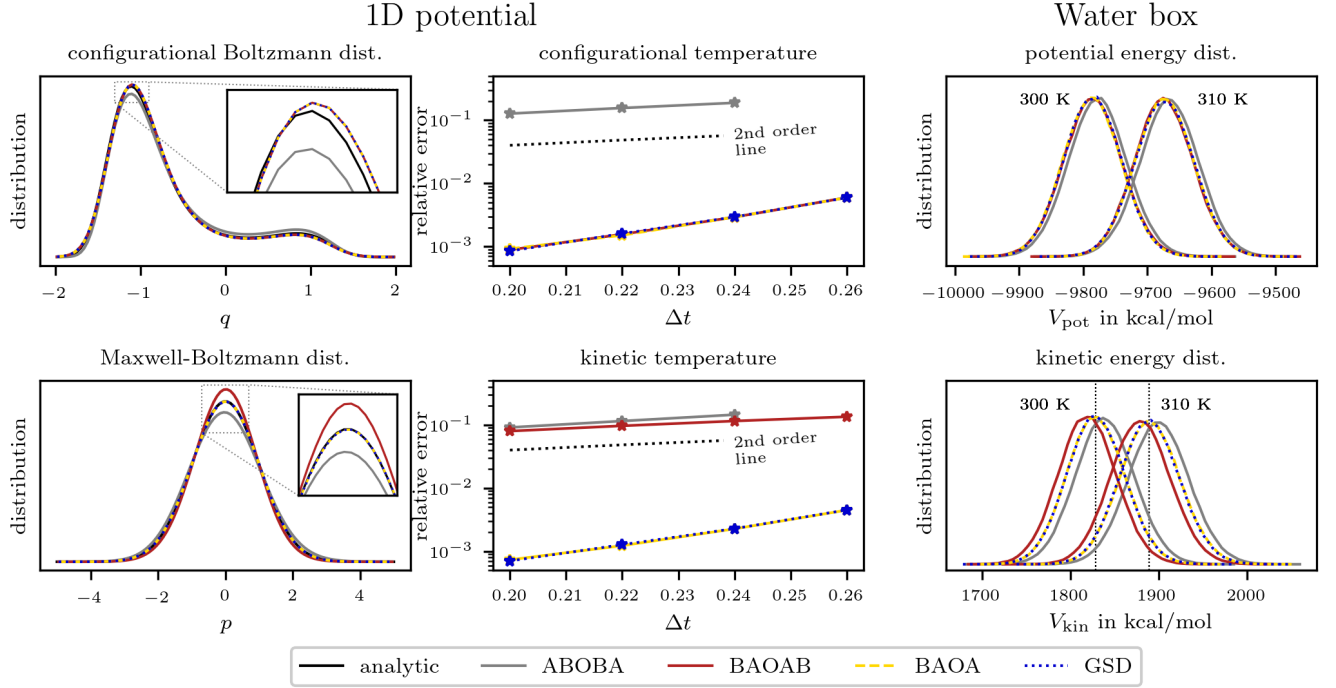 1D potential
Water box
configurational Boltzmann dist.
configurational temperature
potential energy dist.
distribution
−2 −1 0 1 2
q
relative error
10⁻¹
10⁻²
10⁻³
2nd order
line
0.20 0.21 0.22 0.23 0.24 0.25 0.26
Δt
distribution
300 K
310 K
−10000 −9900 −9800 −9700 −9600 −9500
V_pot in kcal/mol
Maxwell-Boltzmann dist.
kinetic temperature
kinetic energy dist.
distribution
−4 −2 0 2 4
p
relative error
10⁻¹
10⁻²
10⁻³
2nd order
line
0.20 0.21 0.22 0.23 0.24 0.25 0.26
Δt
distribution
300 K
310 K
1700 1800 1900 2000
V_kin in kcal/mol
analytic ABOBA BAOAB BAOA GSD